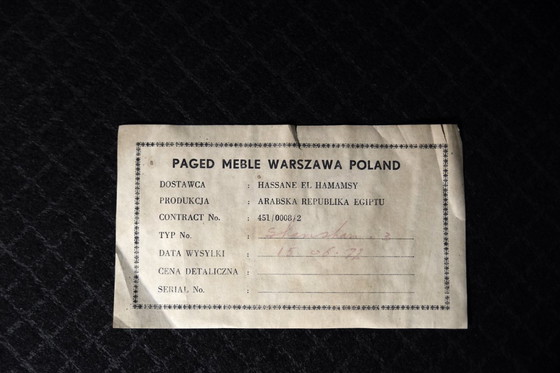 PAGED MEBLE WARSZAWA POLAND
DOSTAWCA : HASSANE EL HAMAMSY
PRODUKCJA : ARABSKA REPUBLIKA EGIPTU
CONTRACT No. : 451/0008/2
TYP No. :
DATA WYSYŁKI :
CENA DETALICZNA :
SERIAL No. :